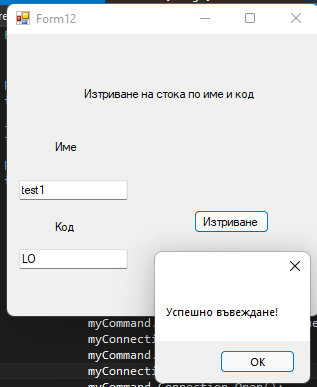 Form12
Изтриване на стока по име и код
Име
test1
Код
Изтриване
LO
Успешно въвеждане!
OK
myCommand.
myConnecti
myCommand.
myConnecti
myCommand.Connection.Open();